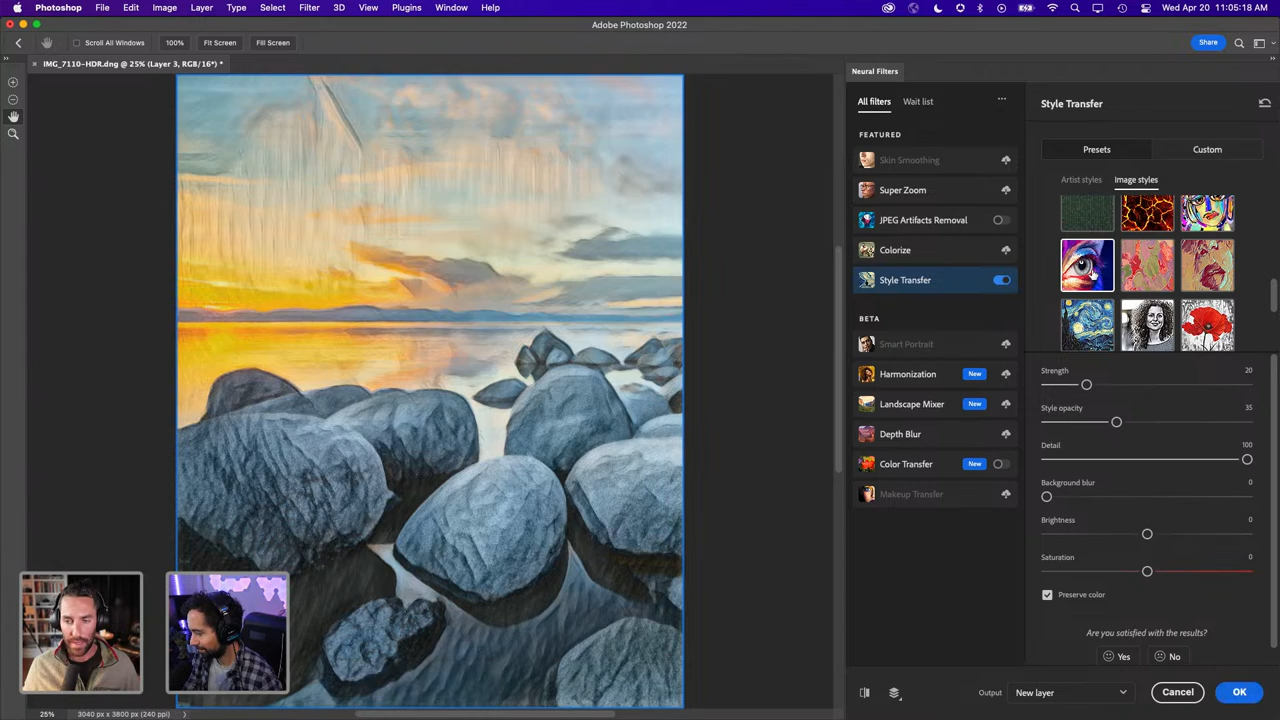 Photoshop File Edit Image Layer Type Select Filter 3D View Plugins Window Help Wed Apr 20 11:05:18 AM
Adobe Photoshop 2022
Scroll All Windows 100% Fit Screen Fill Screen Share
IMG_7110-HDR.dng @ 25% (Layer 3, RGB/16*) *
Neural Filters
All filters Wait list
Style Transfer
FEATURED
Presets Custom
Skin Smoothing
Artist styles Image styles
Super Zoom
JPEG Artifacts Removal
Colorize
Style Transfer
BETA
Smart Portrait
Harmonization New
Landscape Mixer New
Depth Blur
Color Transfer New
Makeup Transfer
Strength 20
Style opacity 35
Detail 100
Background blur 0
Brightness 0
Saturation 0
Preserve color
Are you satisfied with the results?
Yes No
Output New layer Cancel OK
25% 3040 px x 3800 px (240 ppi)